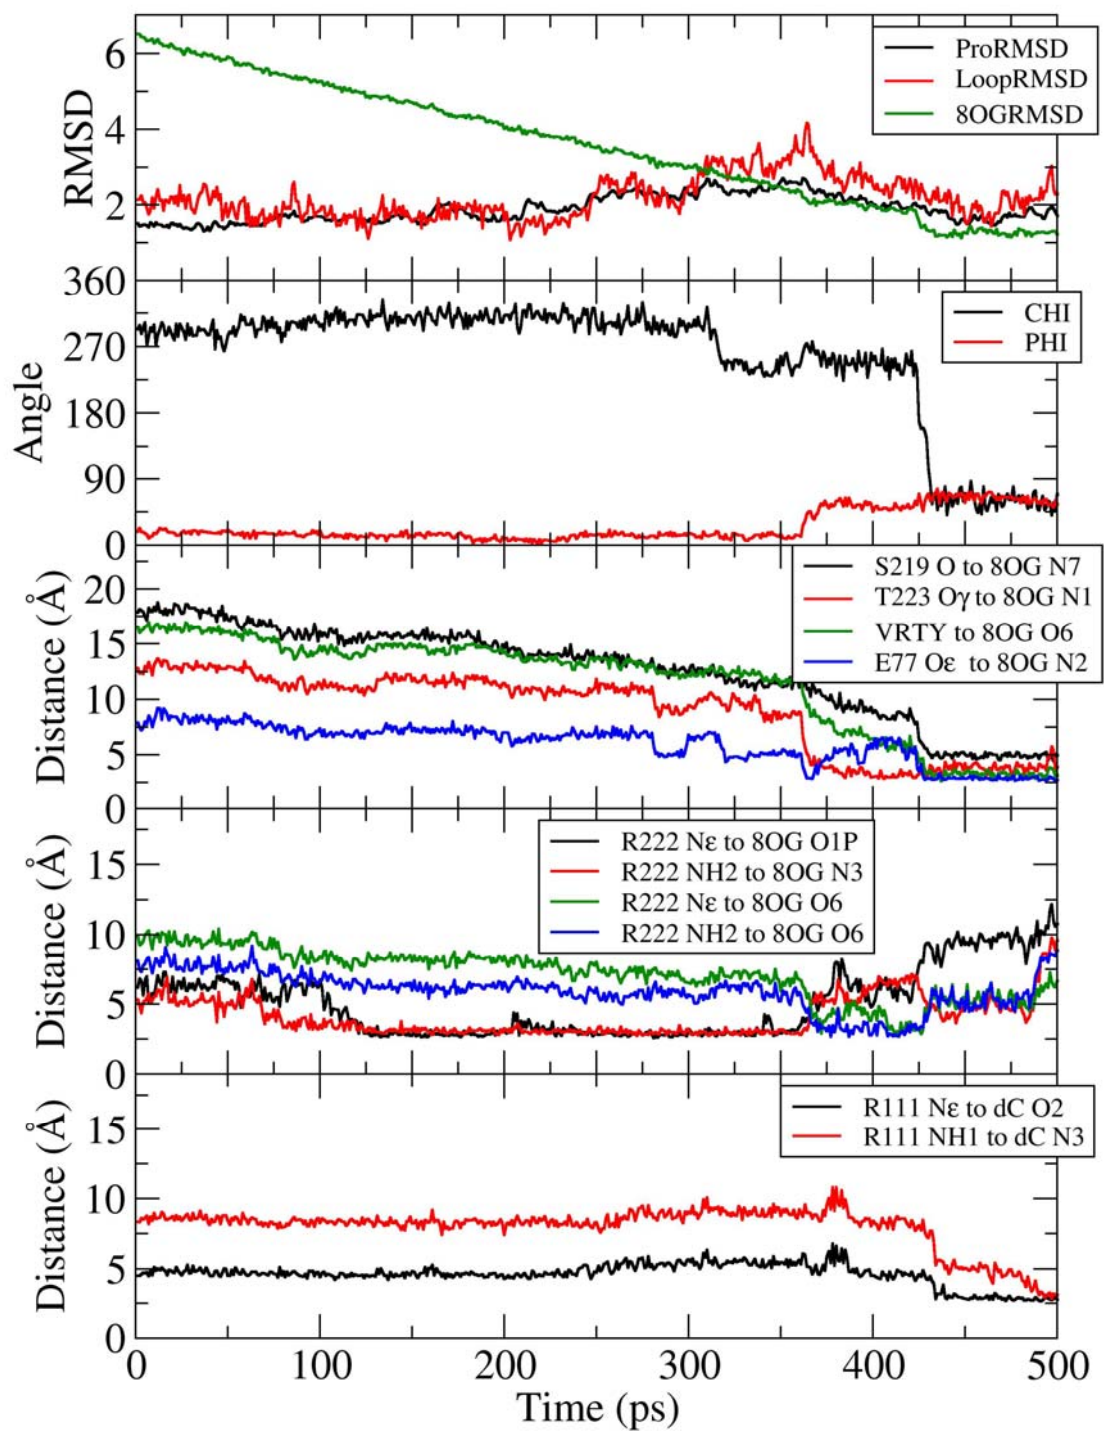 RMSD
6
4
2
ProRMSD
LoopRMSD
8OGRMSD
Angle
360
270
180
90
0
CHI
PHI
Distance (Å)
20
15
10
5
0
S219 O to 8OG N7
T223 Oγ to 8OG N1
VRTY to 8OG O6
E77 Oε to 8OG N2
Distance (Å)
15
10
5
0
R222 Nε to 8OG O1P
R222 NH2 to 8OG N3
R222 Nε to 8OG O6
R222 NH2 to 8OG O6
Distance (Å)
15
10
5
0
R111 Nε to dC O2
R111 NH1 to dC N3
0 100 200 300 400 500
Time (ps)